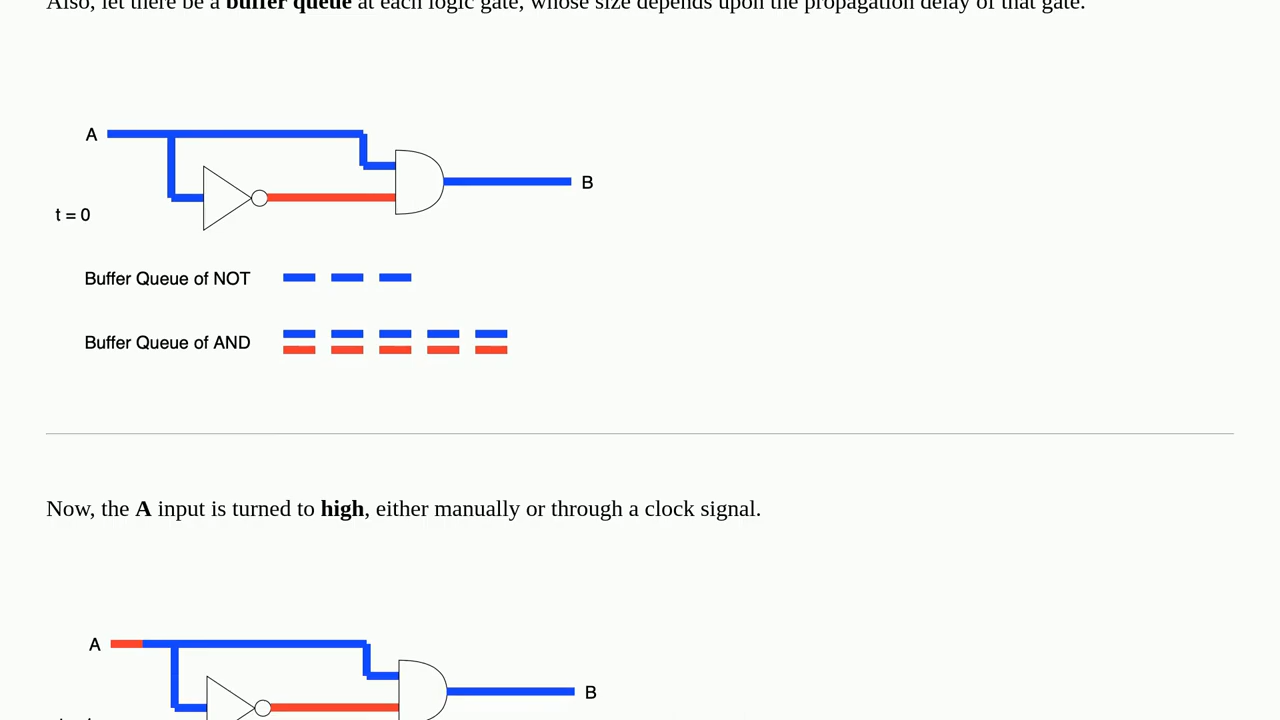 Also, let there be a buffer queue at each logic gate, whose size depends upon the propagation delay of that gate.
A
B
t = 0
Buffer Queue of NOT
Buffer Queue of AND
Now, the A input is turned to high, either manually or through a clock signal.
A
B